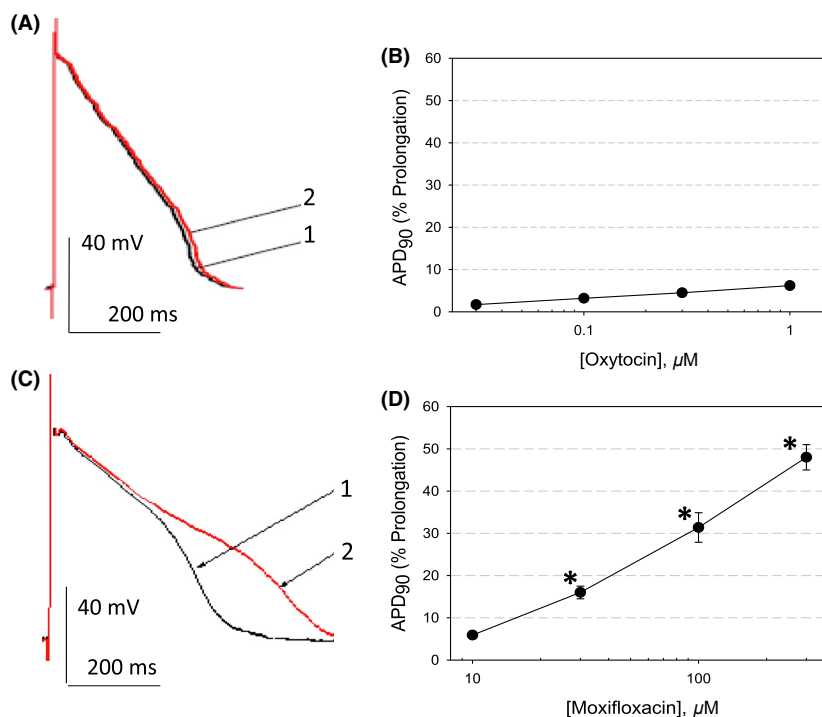 (A)
2
1
40 mV
200 ms
(B)
60
50
40
30
20
10
0
APD90 (% Prolongation)
0.1
1
[Oxytocin], µM
(C)
1
2
40 mV
200 ms
(D)
60
50
40
30
20
10
0
APD90 (% Prolongation)
*
*
*
10
100
[Moxifloxacin], µM